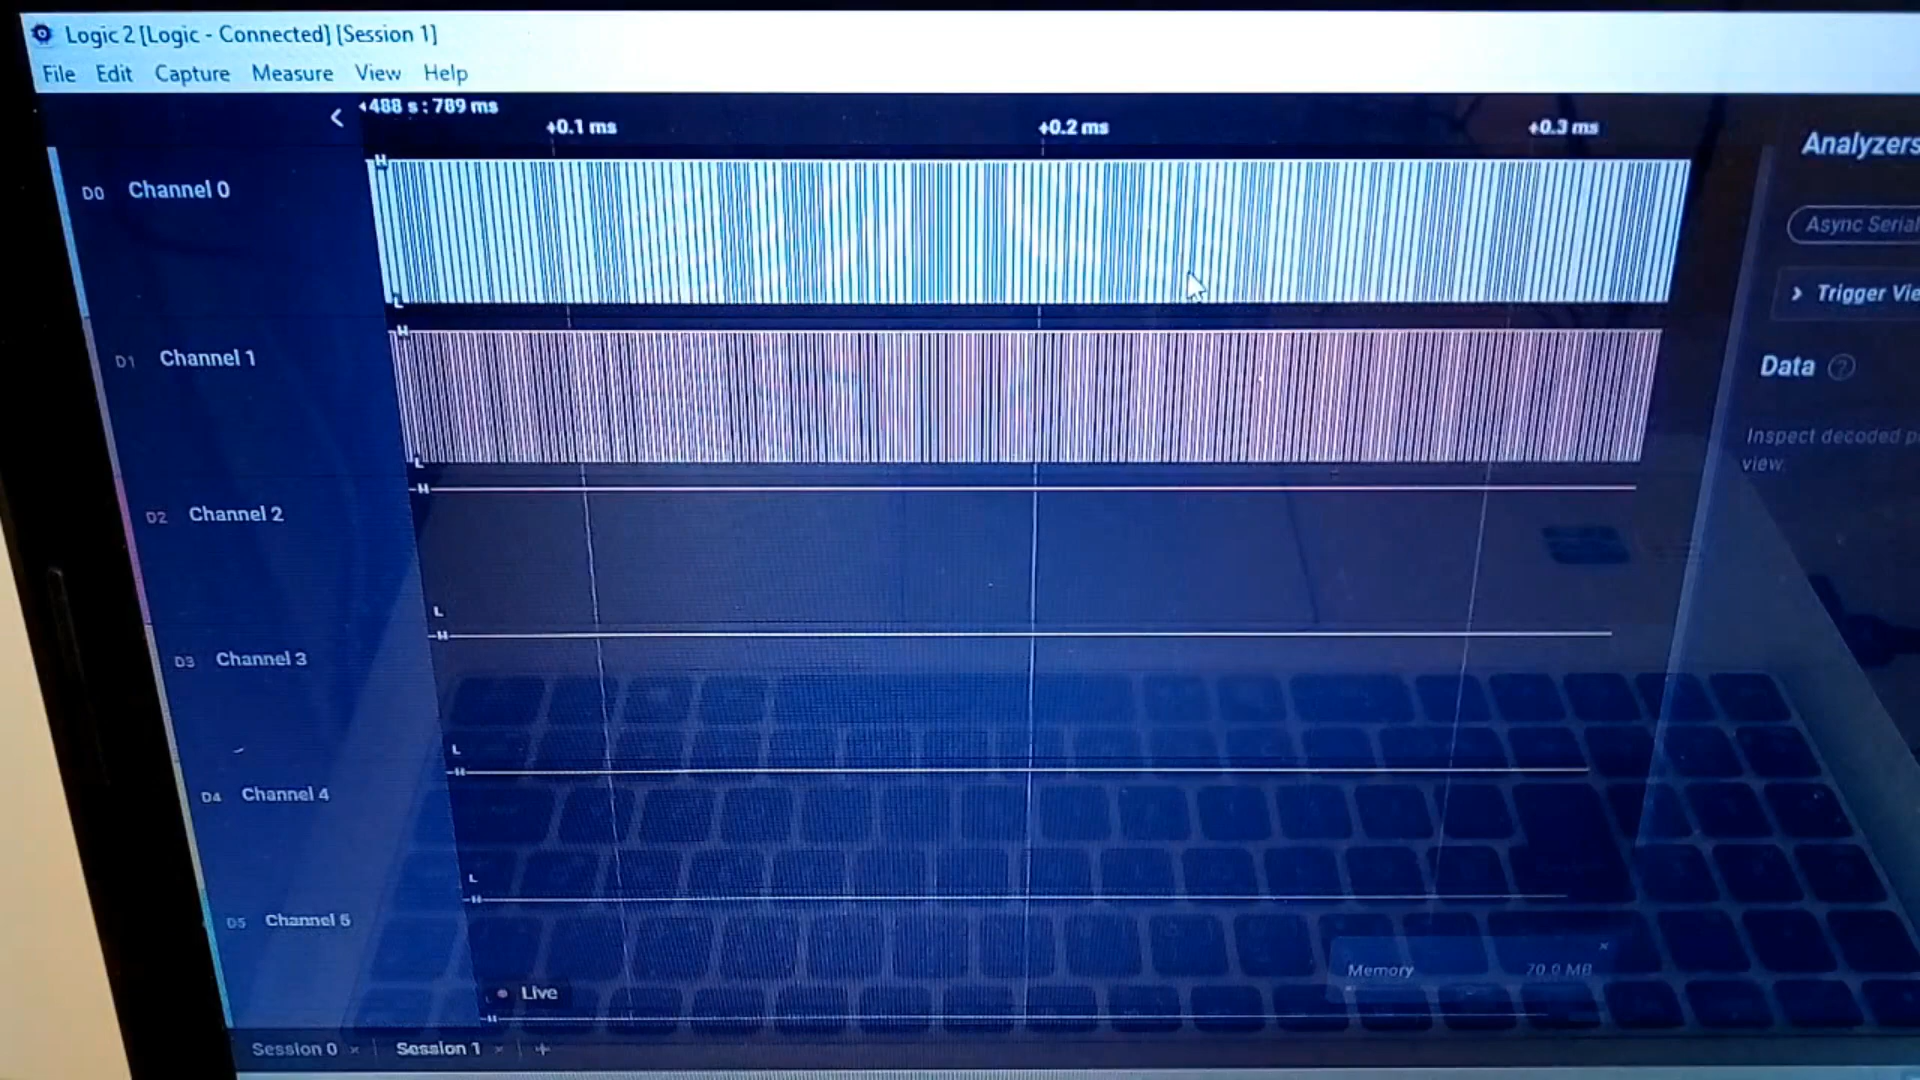 Logic 2 [Logic - Connected] [Session 1]
File Edit Capture Measure View Help
488 s : 789 ms
+0.1 ms +0.2 ms +0.3 ms
Analyzers
D0 Channel 0
H
L
Async Serial
Trigger Vie
D1 Channel 1
H
L
Data ?
Inspect decoded p
view.
D2 Channel 2
H
L
D3 Channel 3
H
L
D4 Channel 4
H
L
D5 Channel 5
H
Memory 70.0 MB
Live
H
Session 0 × Session 1 × +